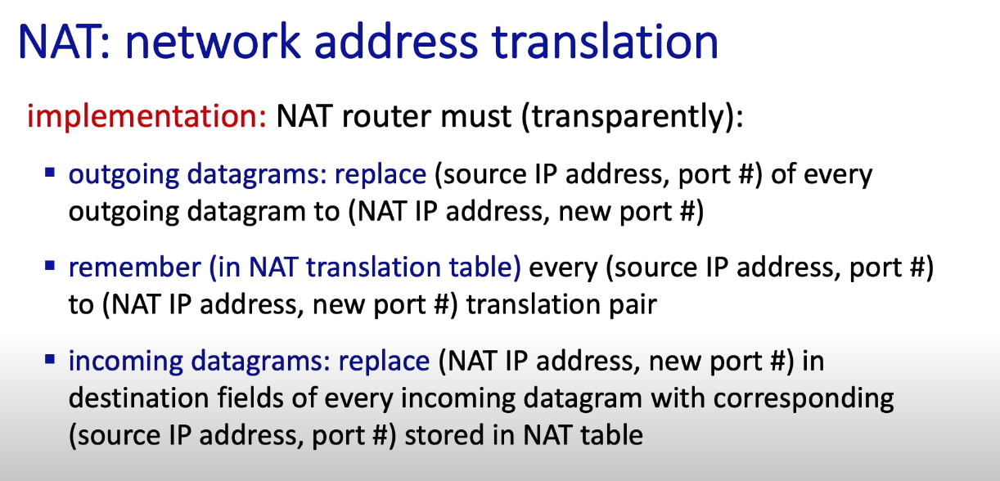 NAT: network address translation
implementation: NAT router must (transparently):
▪ outgoing datagrams: replace (source IP address, port #) of every
outgoing datagram to (NAT IP address, new port #)
▪ remember (in NAT translation table) every (source IP address, port #)
to (NAT IP address, new port #) translation pair
▪ incoming datagrams: replace (NAT IP address, new port #) in
destination fields of every incoming datagram with corresponding
(source IP address, port #) stored in NAT table